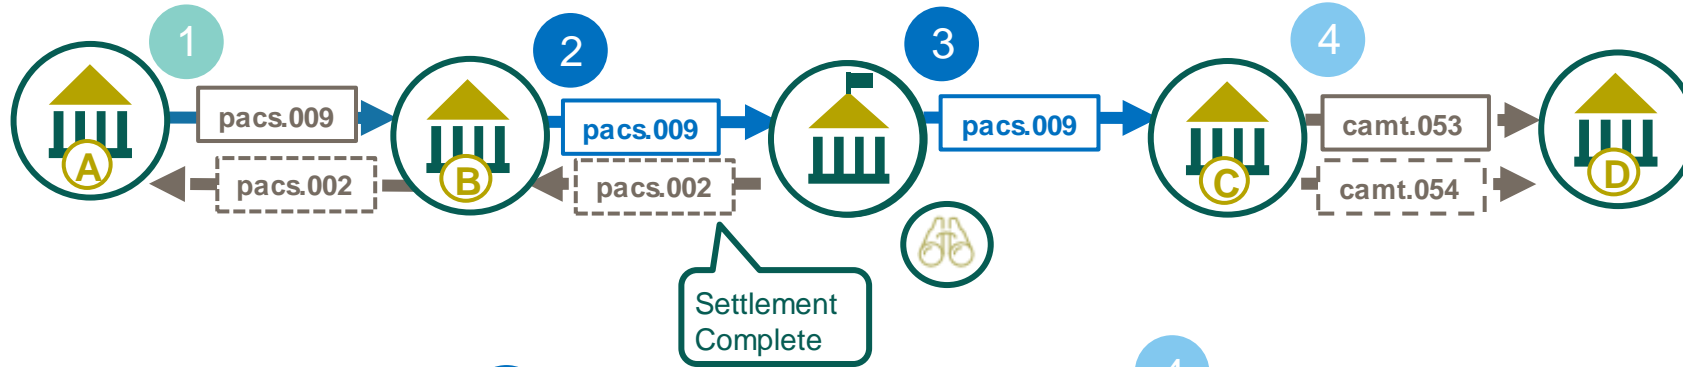 1
2
3
4
pacs.009
pacs.009
pacs.009
camt.053
A
B
C
D
pacs.002
pacs.002
camt.054
Settlement
Complete